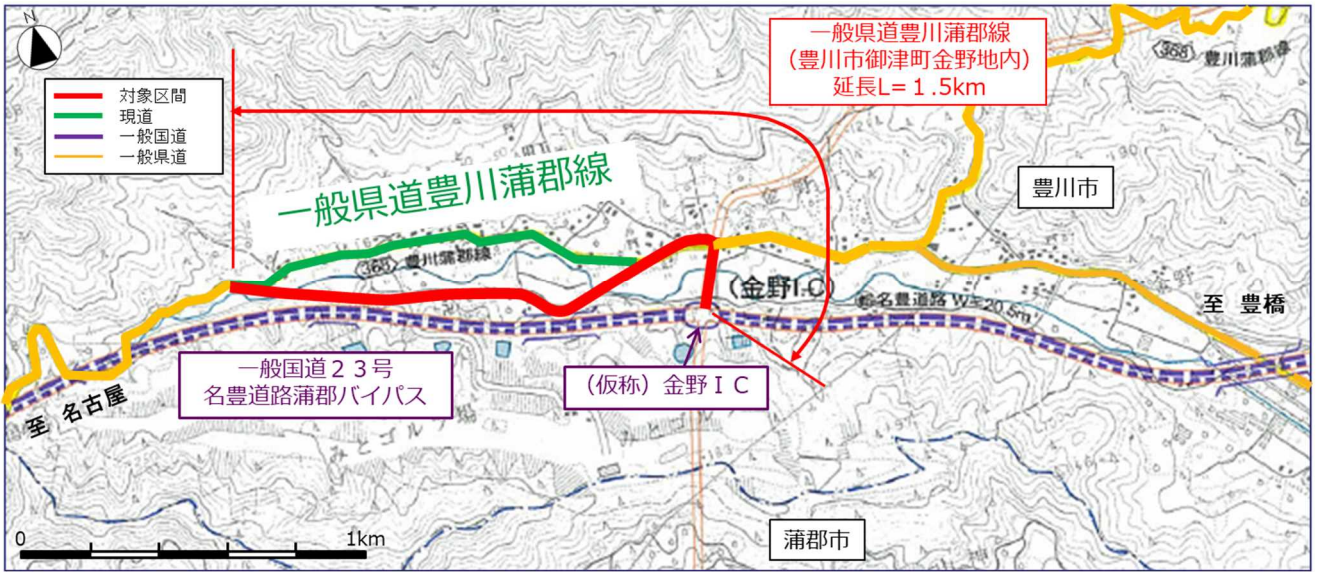 N
対象区間
現道
一般国道
一般県道
一般県道豊川蒲郡線
(豊川市御津町金野地内)
延長L=1.5km
368 豊川蒲郡線
一般県道豊川蒲郡線
368 豊川蒲郡線
豊川市
(金野I.C)
名豊道路 W=20.5m
至 豊橋
一般国道23号
名豊道路蒲郡バイパス
(仮称)金野IC
至 名古屋
蒲郡市
0 1km